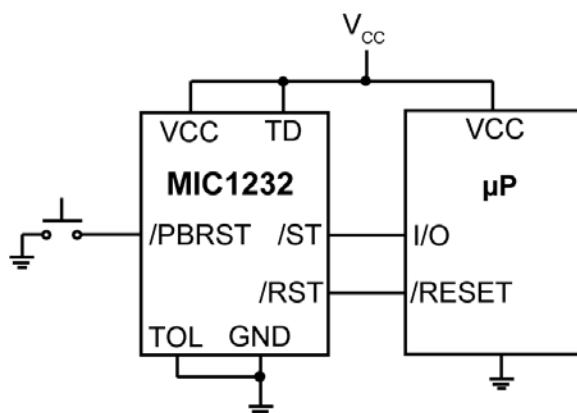 VCC
VCC
TD
VCC
MIC1232
µP
/PBRST
/ST
I/O
/RST
/RESET
TOL
GND